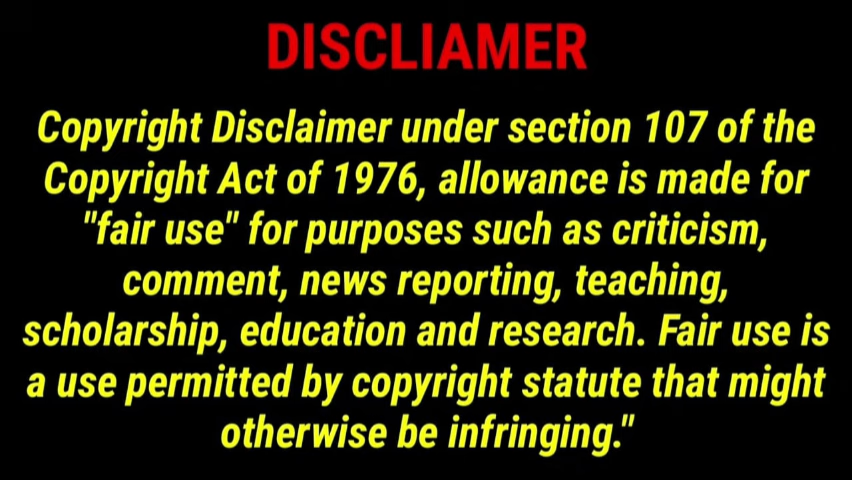 DISCLIAMER
Copyright Disclaimer under section 107 of the
Copyright Act of 1976, allowance is made for
"fair use" for purposes such as criticism,
comment, news reporting, teaching,
scholarship, education and research. Fair use is
a use permitted by copyright statute that might
otherwise be infringing."